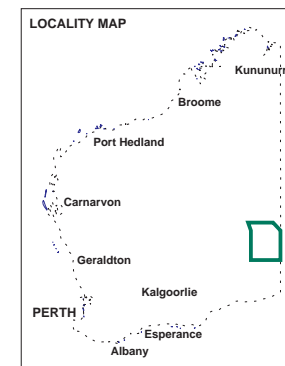 LOCALITY MAP
Kununurr
Broome
Port Hedland
Carnarvon
Geraldton
Kalgoorlie
PERTH
Esperance
Albany